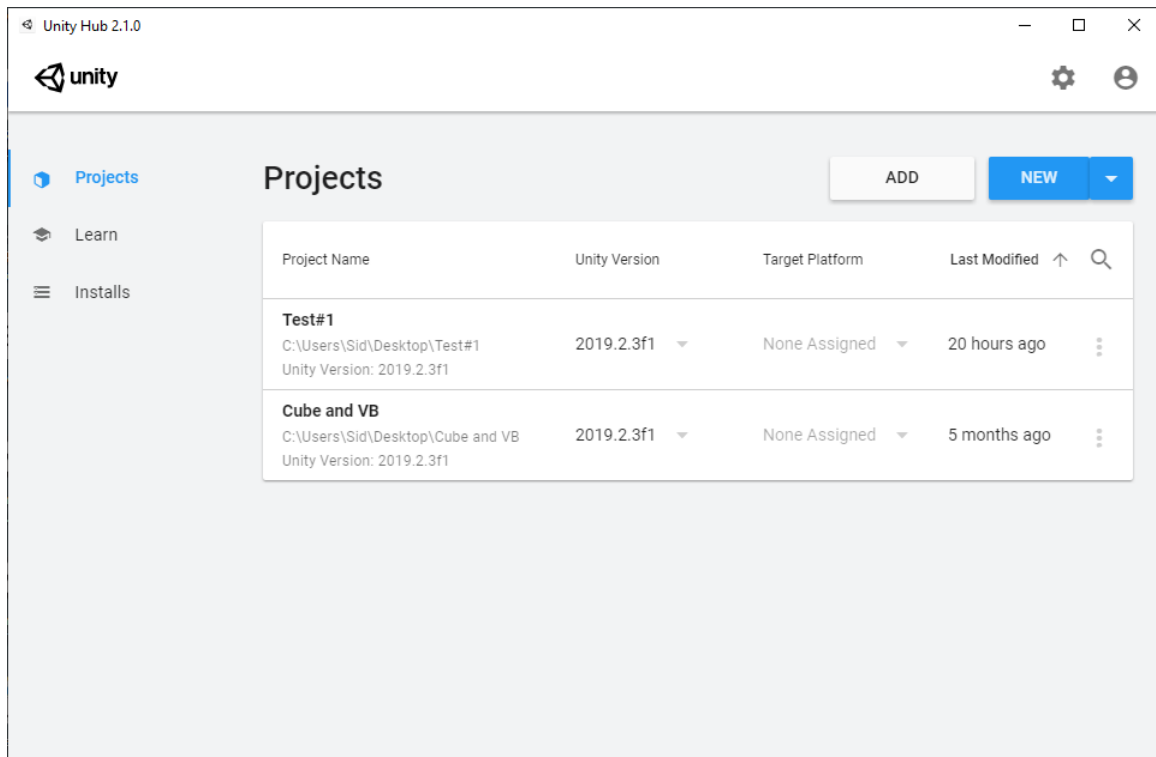 Unity Hub 2.1.0
unity
Projects
Learn
Installs
Projects
ADD
NEW
Project Name Unity Version Target Platform Last Modified
Test#1
C:\Users\Sid\Desktop\Test#1
Unity Version: 2019.2.3f1
2019.2.3f1 None Assigned 20 hours ago
Cube and VB
C:\Users\Sid\Desktop\Cube and VB
Unity Version: 2019.2.3f1
2019.2.3f1 None Assigned 5 months ago